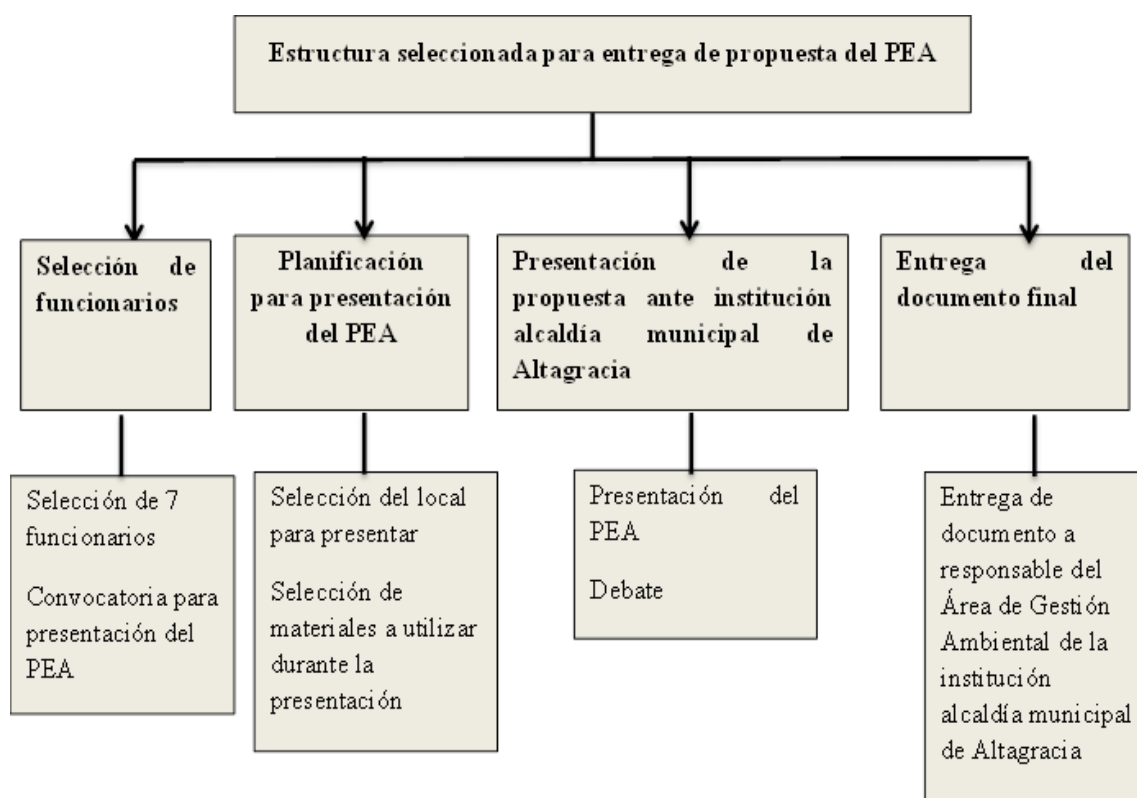 Estructura seleccionada para entrega de propuesta del PEA
Selección de
funcionarios
Planificación
para presentación
del PEA
Presentación de la
propuesta ante institución
alcaldía municipal de
Altagracia
Entrega del
documento final
Selección de 7
funcionarios
Convocatoria para
presentación del
PEA
Selección del local
para presentar
Selección de
materiales a utilizar
durante la
presentación
Presentación del
PEA
Debate
Entrega de
documento a
responsable del
Área de Gestión
Ambiental de la
institución
alcaldía municipal
de Altagracia